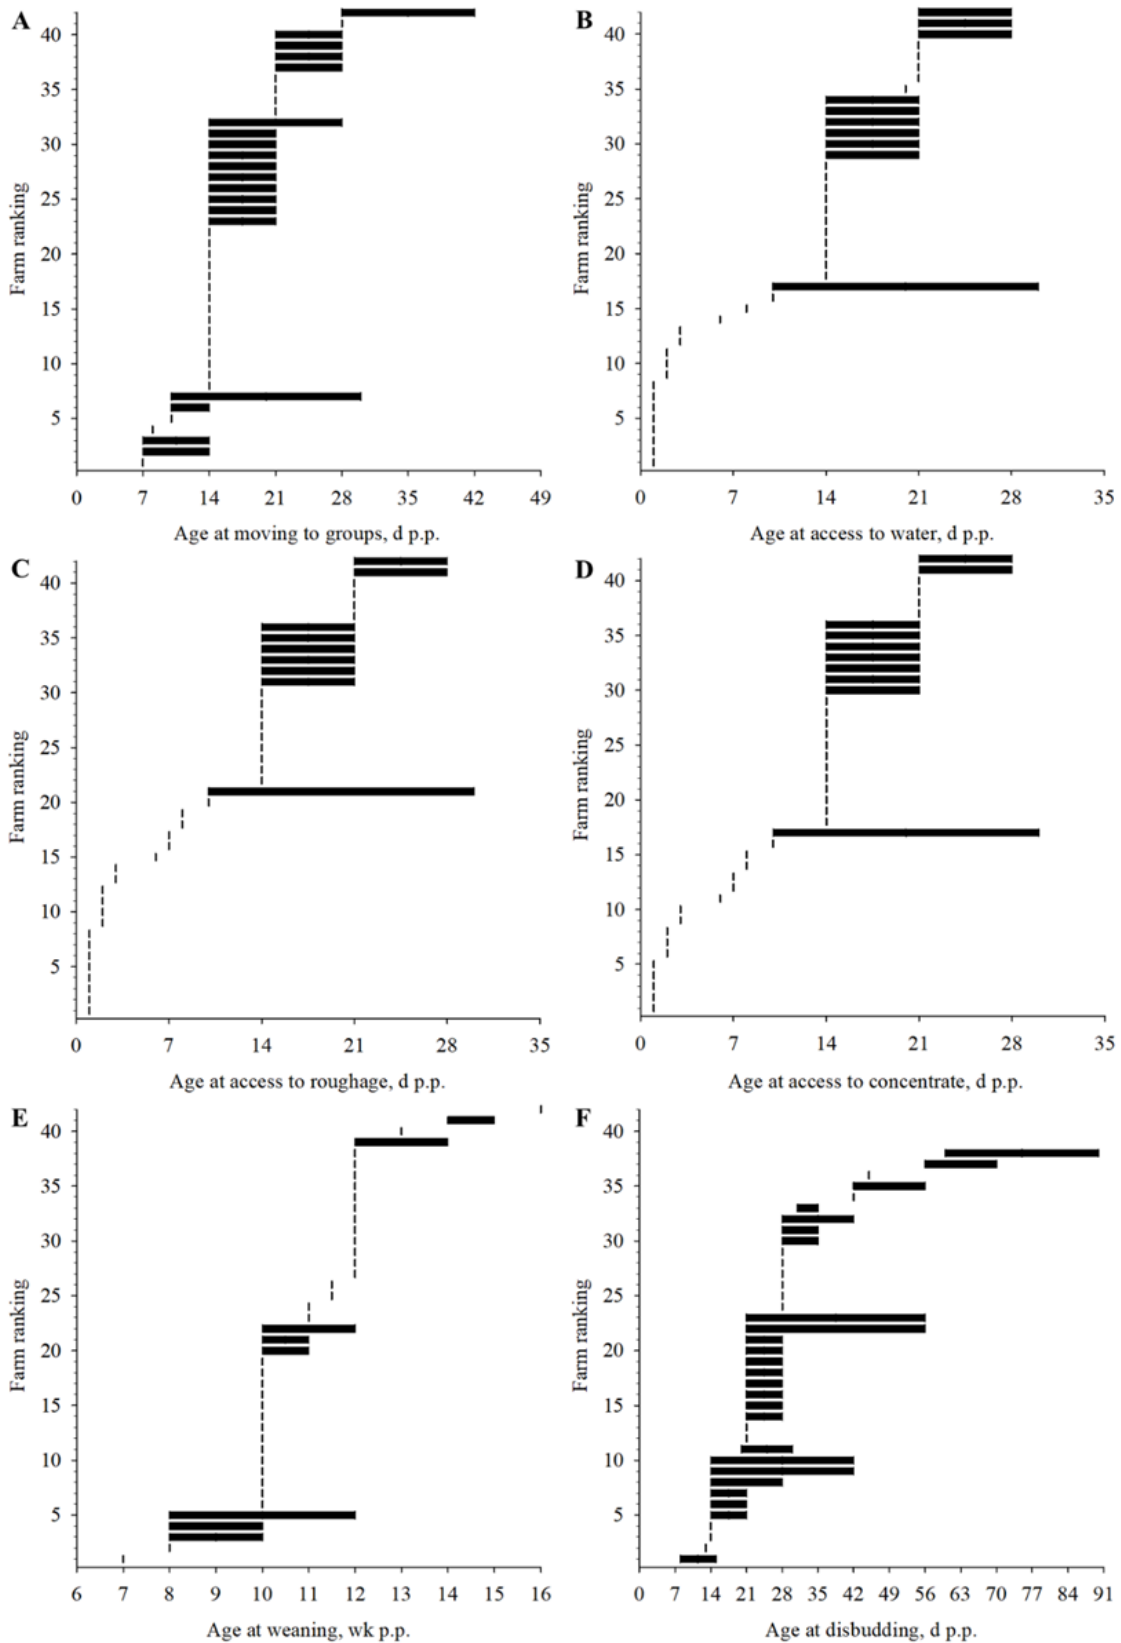 A
Farm ranking
40
35
30
25
20
15
10
5
0 7 14 21 28 35 42 49
Age at moving to groups, d p.p.
B
Farm ranking
40
35
30
25
20
15
10
5
0 7 14 21 28 35
Age at access to water, d p.p.
C
Farm ranking
40
35
30
25
20
15
10
5
0 7 14 21 28 35
Age at access to roughage, d p.p.
D
Farm ranking
40
35
30
25
20
15
10
5
0 7 14 21 28 35
Age at access to concentrate, d p.p.
E
Farm ranking
40
35
30
25
20
15
10
5
6 7 8 9 10 11 12 13 14 15 16
Age at weaning, wk p.p.
F
Farm ranking
40
35
30
25
20
15
10
5
0 7 14 21 28 35 42 49 56 63 70 77 84 91
Age at disbudding, d p.p.